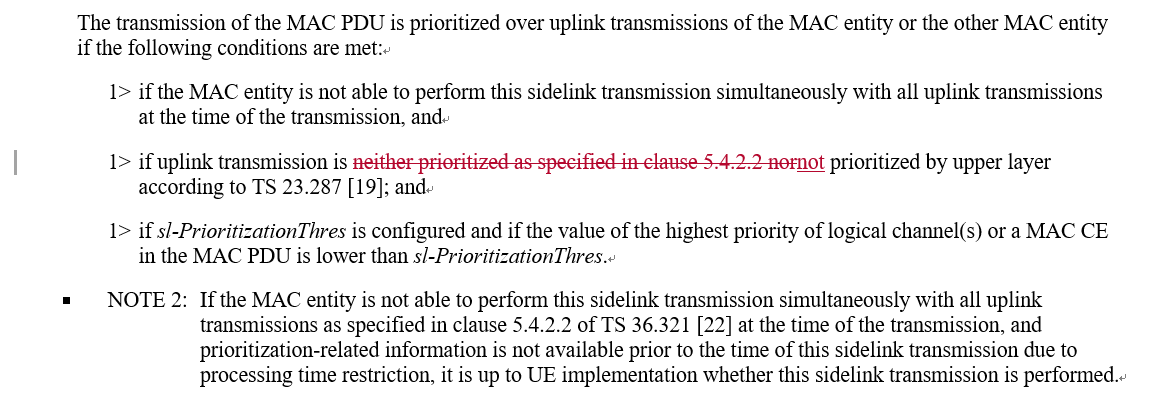 The transmission of the MAC PDU is prioritized over uplink transmissions of the MAC entity or the other MAC entity
if the following conditions are met:
1> if the MAC entity is not able to perform this sidelink transmission simultaneously with all uplink transmissions
at the time of the transmission, and
1> if uplink transmission is neither prioritized as specified in clause 5.4.2.2 nornot prioritized by upper layer
according to TS 23.287 [19]; and
1> if sl-PrioritizationThres is configured and if the value of the highest priority of logical channel(s) or a MAC CE
in the MAC PDU is lower than sl-PrioritizationThres.
NOTE 2: If the MAC entity is not able to perform this sidelink transmission simultaneously with all uplink
transmissions as specified in clause 5.4.2.2 of TS 36.321 [22] at the time of the transmission, and
prioritization-related information is not available prior to the time of this sidelink transmission due to
processing time restriction, it is up to UE implementation whether this sidelink transmission is performed.